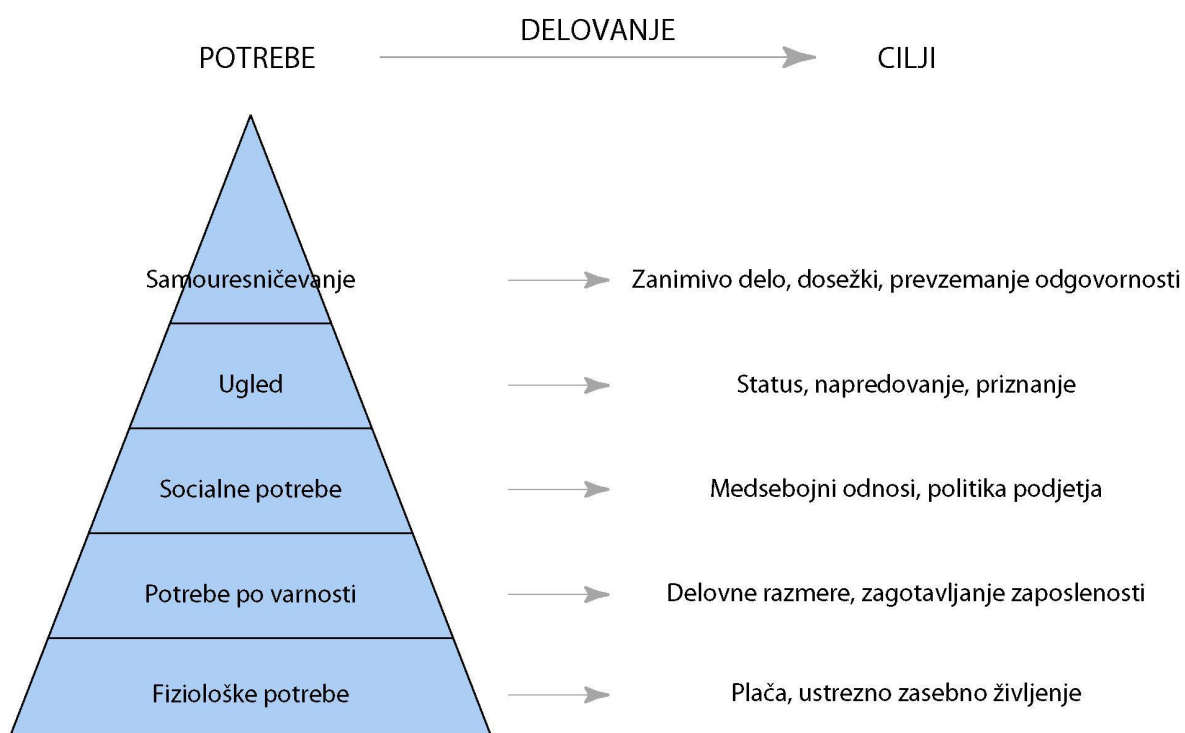 DELOVANJE
POTREBE CILJI
Samouresničevanje Zanimivo delo, dosežki, prevzemanje odgovornosti
Ugled Status, napredovanje, priznanje
Socialne potrebe Medsebojni odnosi, politika podjetja
Potrebe po varnosti Delovne razmere, zagotavljanje zaposlenosti
Fiziološke potrebe Plača, ustrezno zasebno življenje